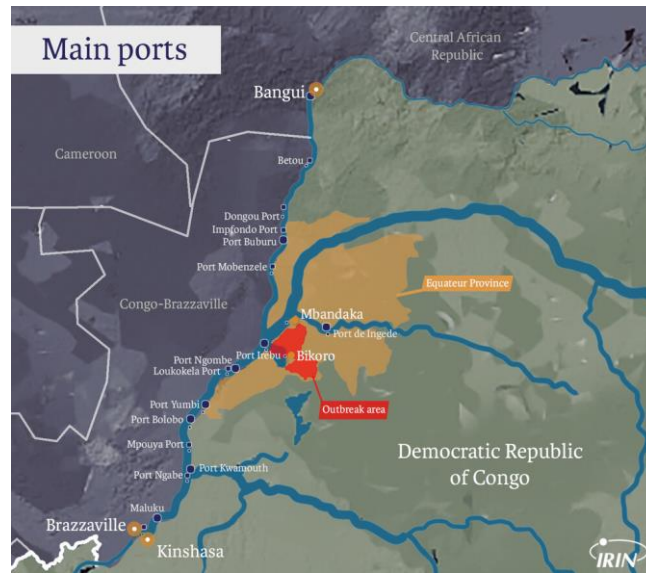 Main ports
Central African
Republic
Bangui
Cameroon
Betou
Dongou Port
Impfondo Port
Port Buburu
Port Mobenzele
Equateur Province
Congo-Brazzaville
Mbandaka
Port de Ingede
Port Irebu
Bikoro
Port Ngombe
Loukokela Port
Outbreak area
Port Yumbi
Port Bolobo
Democratic Republic
of Congo
Mpouya Port
Port Kwamouth
Port Ngabe
Maluku
Brazzaville
Kinshasa
IRIN